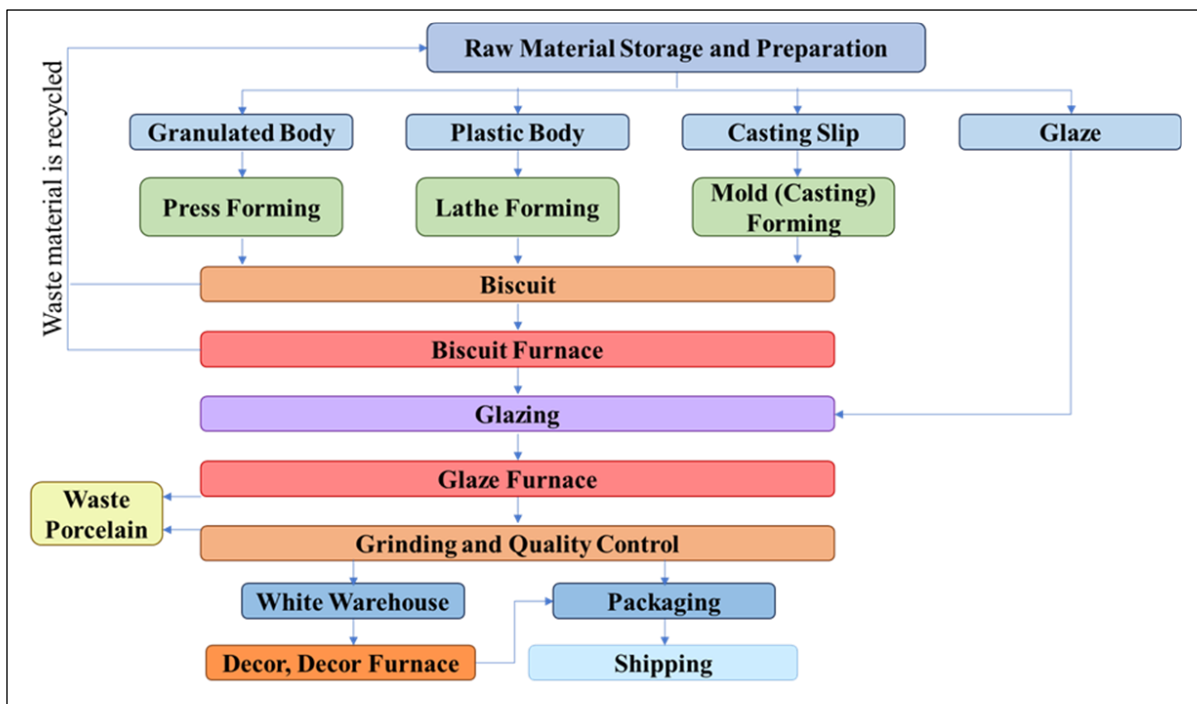 Waste material is recycled
Raw Material Storage and Preparation
Granulated Body
Plastic Body
Casting Slip
Glaze
Press Forming
Lathe Forming
Mold (Casting)
Forming
Biscuit
Biscuit Furnace
Glazing
Glaze Furnace
Waste
Porcelain
Grinding and Quality Control
White Warehouse
Packaging
Decor, Decor Furnace
Shipping